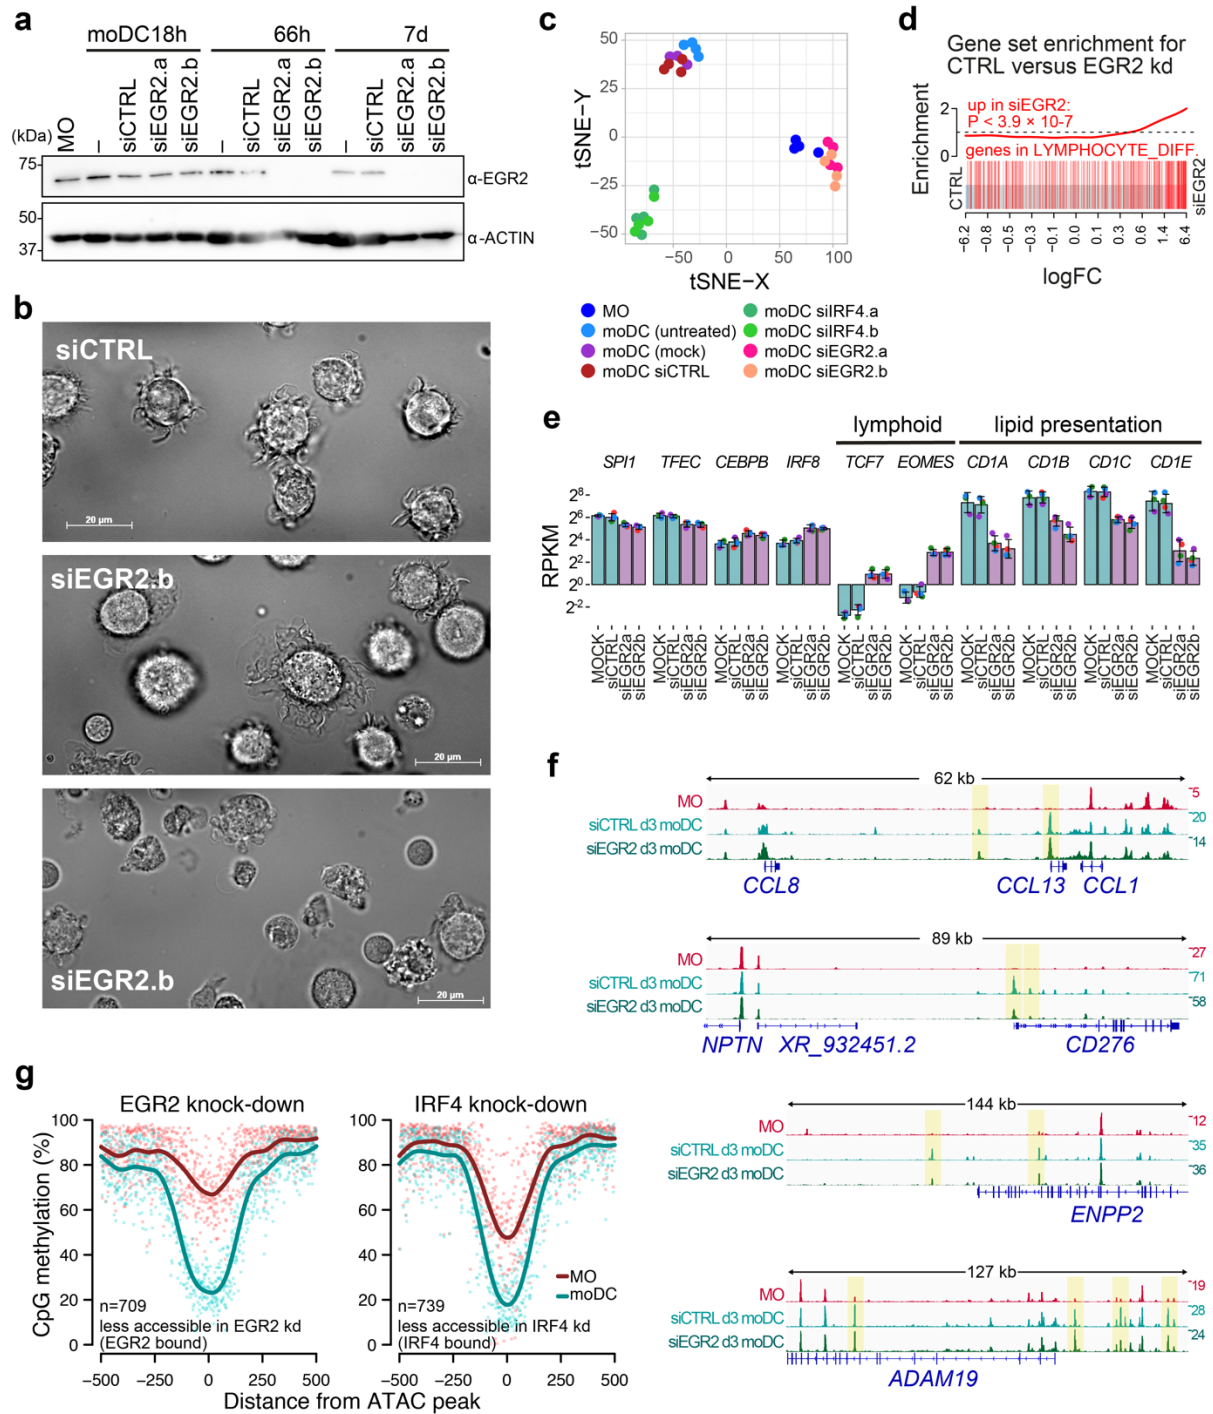 a
moDC18h 66h 7d
(kDa)
MO
–
siCTRL
siEGR2.a
siEGR2.b
–
siCTRL
siEGR2.a
siEGR2.b
–
siCTRL
siEGR2.a
siEGR2.b
75
α-EGR2
50
37
α-ACTIN
b
siCTRL
20 µm
siEGR2.b
20 µm
siEGR2.b
20 µm
c
tSNE−Y
50
25
0
−25
−50
−50 0 50 100
tSNE−X
MO
moDC (untreated)
moDC (mock)
moDC siCTRL
moDC siIRF4.a
moDC siIRF4.b
moDC siEGR2.a
moDC siEGR2.b
d
Gene set enrichment for
CTRL versus EGR2 kd
Enrichment
2
1
0
up in siEGR2:
P < 3.9 × 10-7
genes in LYMPHOCYTE_DIFF.
CTRL
siEGR2
-6.2 -0.8 -0.5 -0.3 -0.1 0.0 0.1 0.3 0.6 1.4 6.4
logFC
e
lymphoid lipid presentation
SPI1 TFEC CEBPB IRF8 TCF7 EOMES CD1A CD1B CD1C CD1E
RPKM
2^8
2^6
2^4
2^2
2^0
2^-2
MOCK siCTRL siEGR2a siEGR2b
MOCK siCTRL siEGR2a siEGR2b
MOCK siCTRL siEGR2a siEGR2b
MOCK siCTRL siEGR2a siEGR2b
MOCK siCTRL siEGR2a siEGR2b
MOCK siCTRL siEGR2a siEGR2b
MOCK siCTRL siEGR2a siEGR2b
MOCK siCTRL siEGR2a siEGR2b
MOCK siCTRL siEGR2a siEGR2b
MOCK siCTRL siEGR2a siEGR2b
f
62 kb
MO 5
siCTRL d3 moDC 20
siEGR2 d3 moDC 14
CCL8 CCL13 CCL1
89 kb
MO 27
siCTRL d3 moDC 71
siEGR2 d3 moDC 58
NPTN XR_932451.2 CD276
144 kb
MO 12
siCTRL d3 moDC 35
siEGR2 d3 moDC 36
ENPP2
127 kb
MO 19
siCTRL d3 moDC 28
siEGR2 d3 moDC 24
ADAM19
g
EGR2 knock-down
CpG methylation (%)
100
80
60
40
20
0
n=709
less accessible in EGR2 kd
(EGR2 bound)
−500 −250 0 250 500
IRF4 knock-down
100
80
60
40
20
0
MO
moDC
n=739
less accessible in IRF4 kd
(IRF4 bound)
−500 −250 0 250 500
Distance from ATAC peak